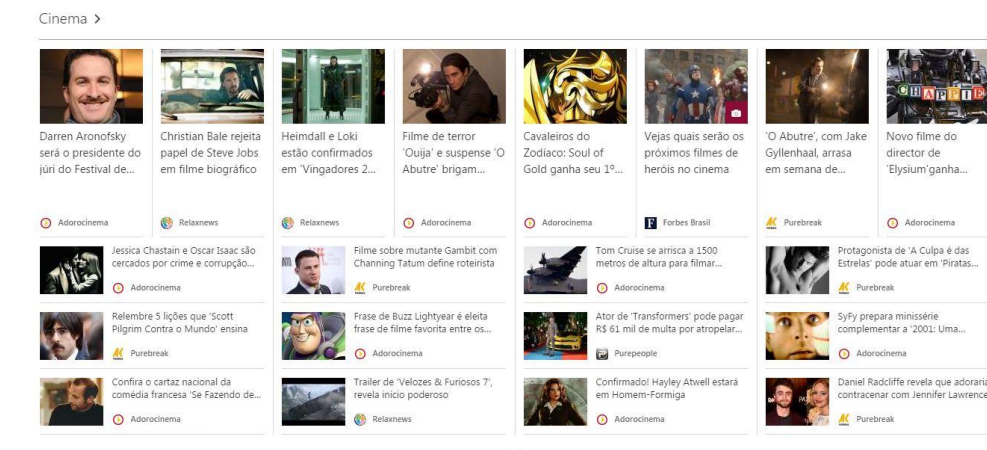 Cinema >
Darren Aronofsky
será o presidente do
júri do Festival de...
Adorocinema
Christian Bale rejeita
papel de Steve Jobs
em filme biográfico
Relaxnews
Heimdall e Loki
estão confirmados
em 'Vingadores 2...
Relaxnews
Filme de terror
'Ouija' e suspense 'O
Abutre' brigam...
Adorocinema
Cavaleiros do
Zodíaco: Soul of
Gold ganha seu 1º...
Adorocinema
Vejas quais serão os
próximos filmes de
heróis no cinema
Forbes Brasil
'O Abutre', com Jake
Gyllenhaal, arrasa
em semana de...
Purebreak
CHAPPIE
Novo filme do
director de
'Elysium'ganha...
Adorocinema
Jessica Chastain e Oscar Isaac são
cercados por crime e corrupção...
Adorocinema
Relembre 5 lições que 'Scott
Pilgrim Contra o Mundo' ensina
Purebreak
Confira o cartaz nacional da
comédia francesa 'Se Fazendo de...
Adorocinema
Filme sobre mutante Gambit com
Channing Tatum define roteirista
Purebreak
Frase de Buzz Lightyear é eleita
frase de filme favorita entre os...
Adorocinema
Trailer de 'Velozes & Furiosos 7',
revela início poderoso
Relaxnews
Tom Cruise se arrisca a 1500
metros de altura para filmar...
Adorocinema
Ator de 'Transformers' pode pagar
R$ 61 mil de multa por atropelar...
Purepeople
Confirmado! Hayley Atwell estará
em Homem-Formiga
Adorocinema
Protagonista de 'A Culpa é das
Estrelas' pode atuar em 'Piratas...
Purebreak
SyFy prepara minissérie
complementar a '2001: Uma...
Adorocinema
Daniel Radcliffe revela que adoraria
contracenar com Jennifer Lawrence
Purebreak